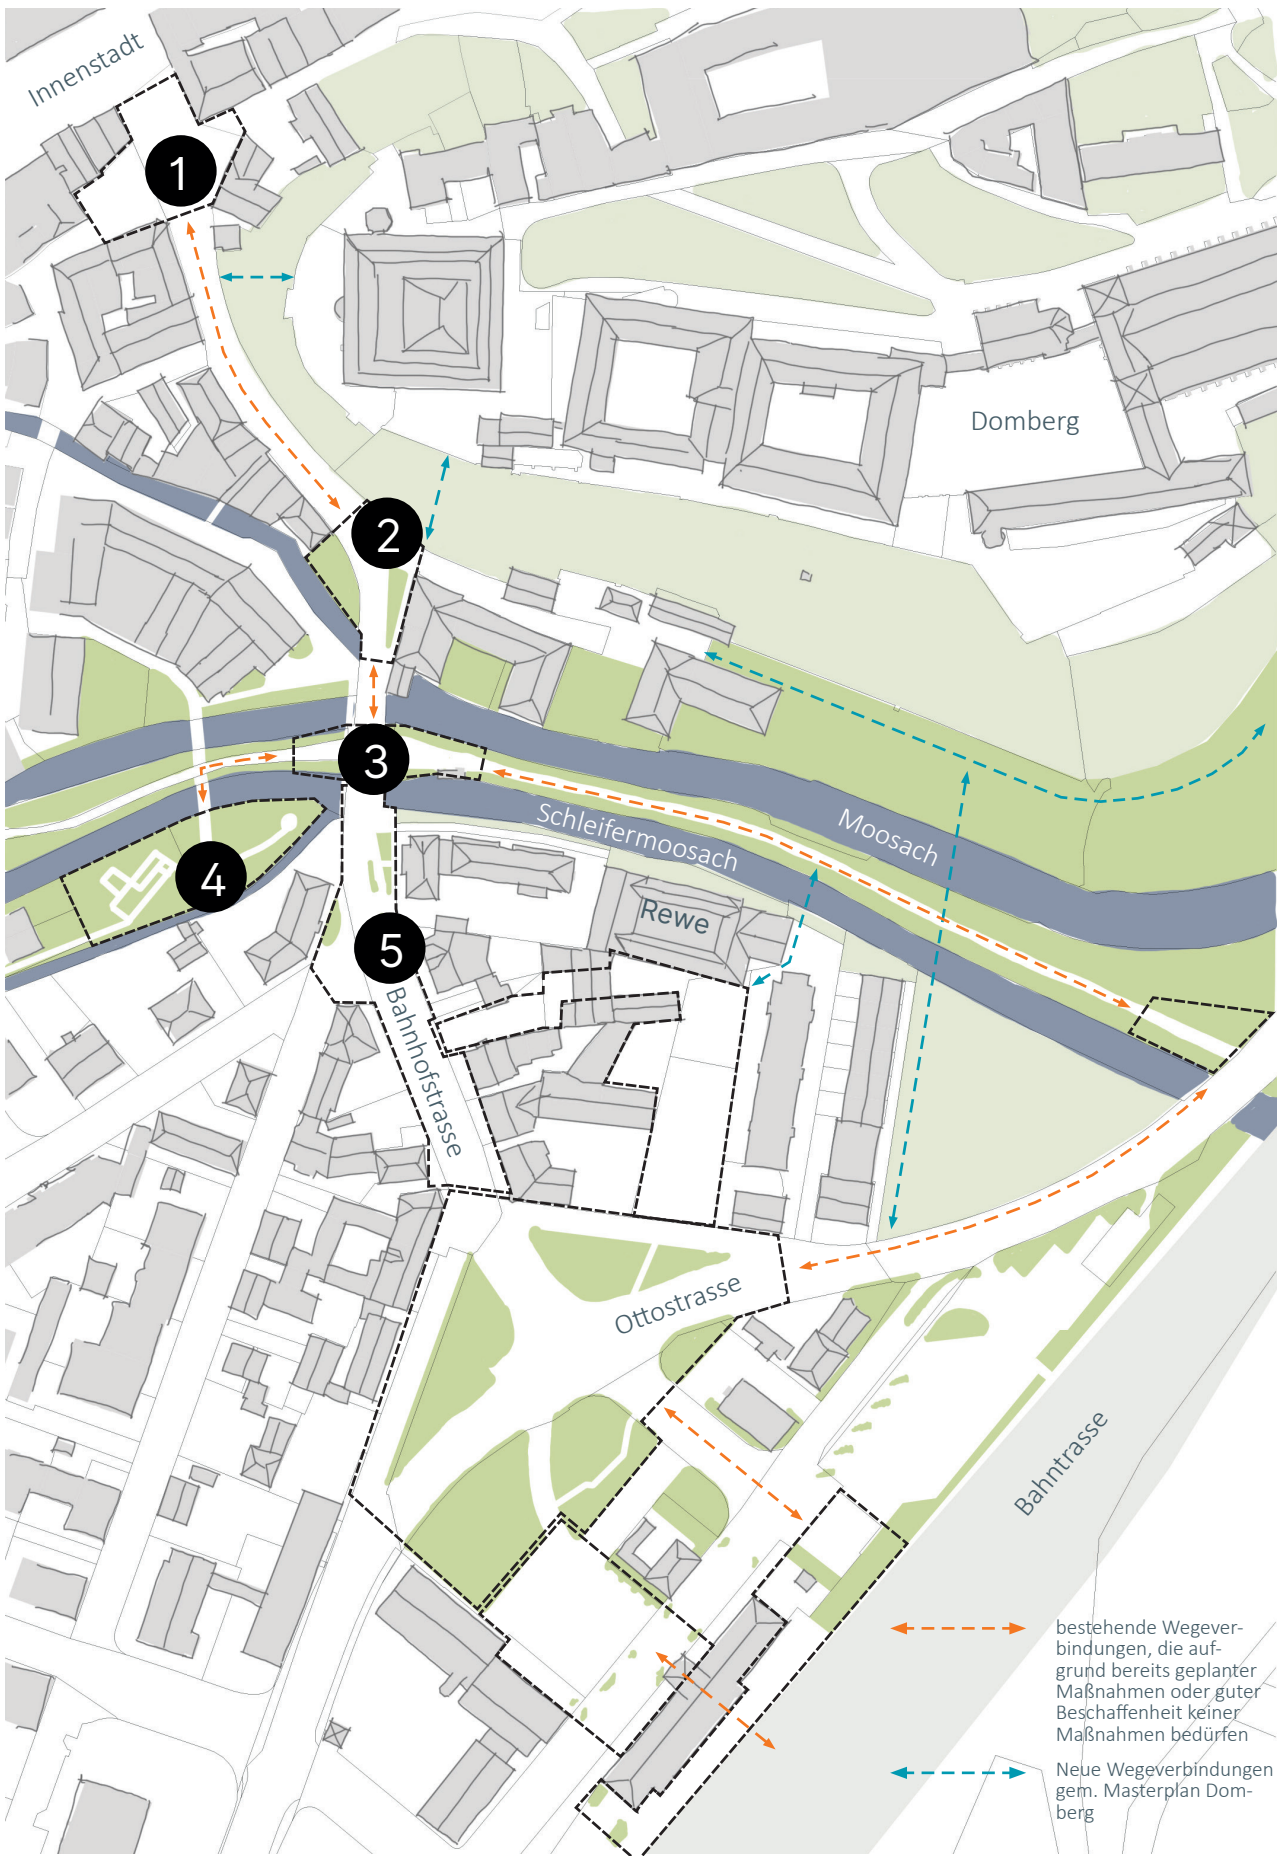 Innenstadt
1
2
Domberg
3
Schleifermoosach
Moosach
4
Rewe
5
Bahnhofstrasse
Ottostrasse
Bahntrasse
bestehende Wegever-
bindungen, die auf-
grund bereits geplanter
Maßnahmen oder guter
Beschaffenheit keiner
Maßnahmen bedürfen
Neue Wegeverbindungen
gem. Masterplan Dom-
berg